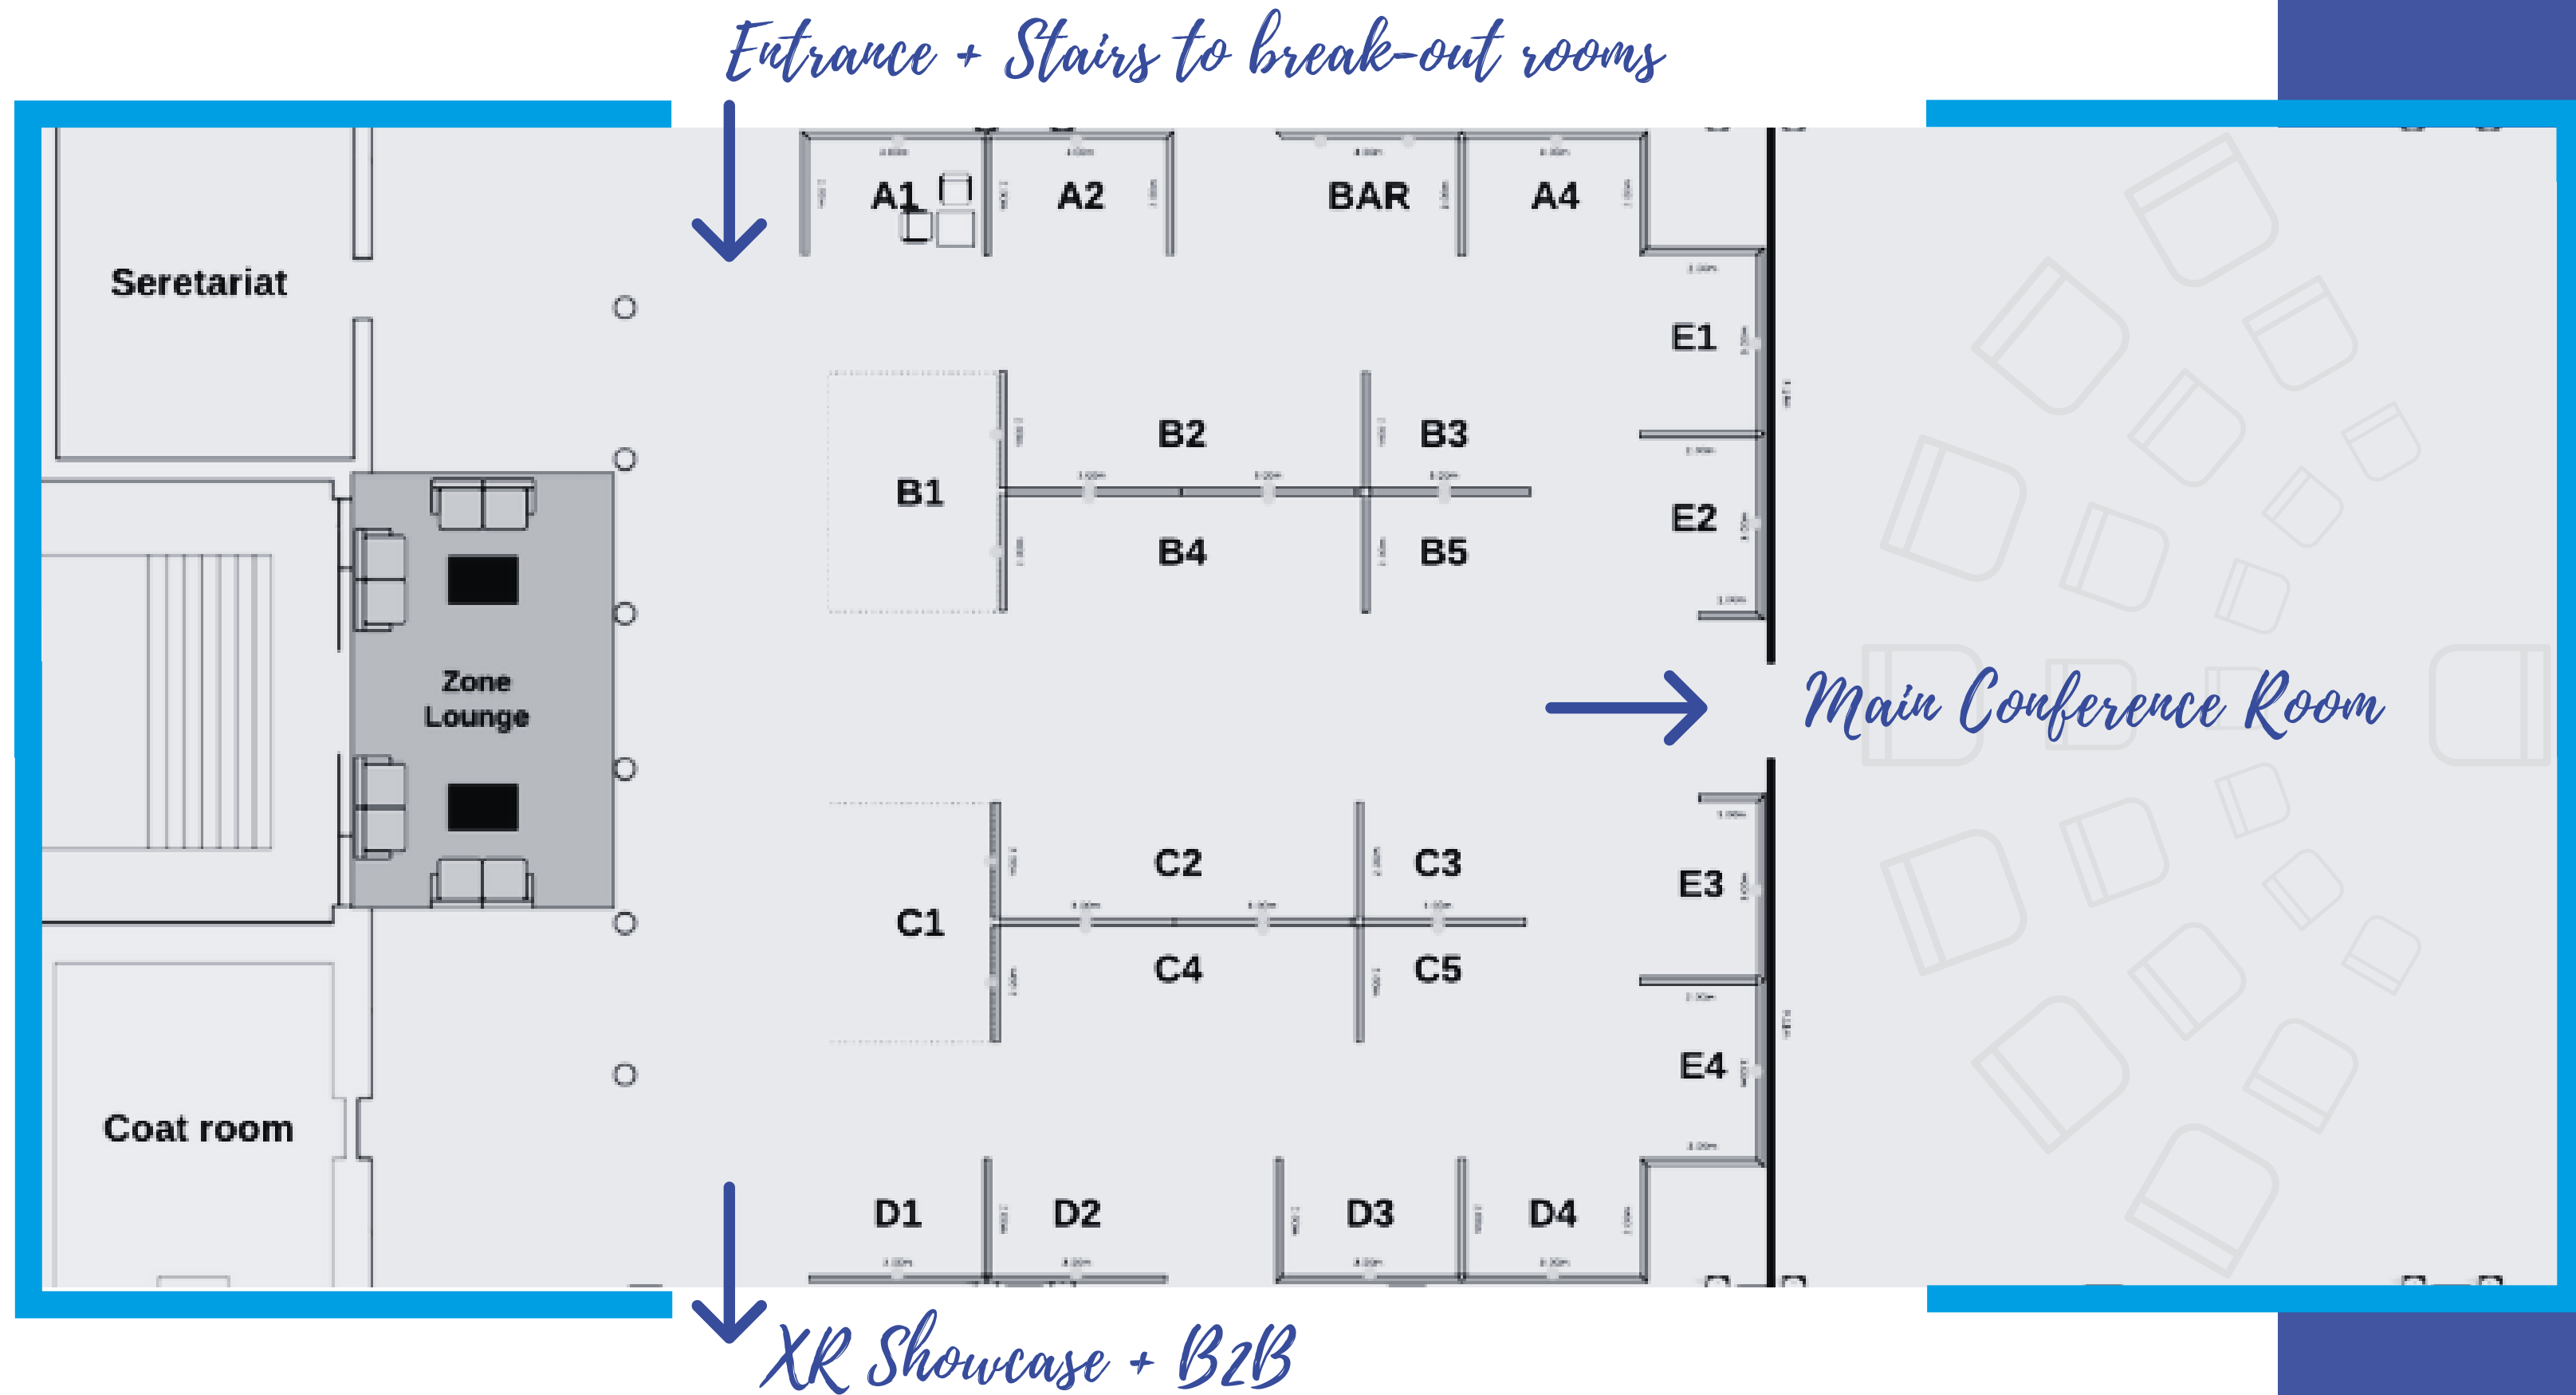 Entrance + Stairs to break-out rooms
A1
A2
BAR
A4
Seretariat
E1
B2
B3
B1
E2
B4
B5
Zone
Lounge
Main Conference Room
C2
C3
E3
C1
C4
C5
E4
Coat room
D1
D2
D3
D4
XR Showcase + B2B